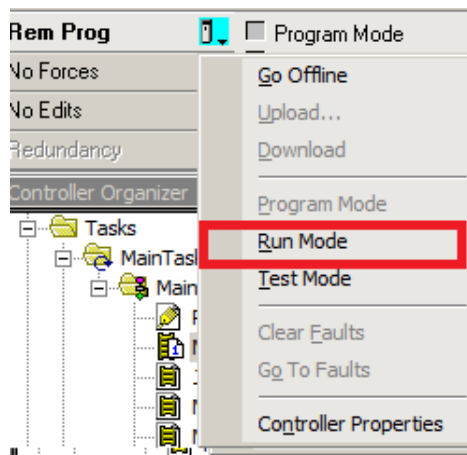 Rem Prog
Program Mode
No Forces
Go Offline
No Edits
Upload...
Redundancy
Download
Controller Organizer
Program Mode
Tasks
Run Mode
MainTas
Test Mode
Main
Clear Faults
Go To Faults
Controller Properties